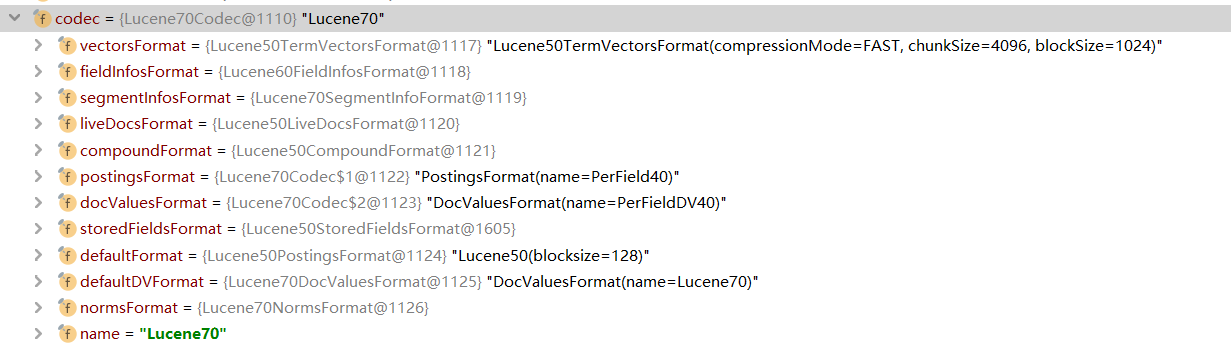 codec = {Lucene70Codec@1110} "Lucene70"
vectorsFormat = {Lucene50TermVectorsFormat@1117} "Lucene50TermVectorsFormat(compressionMode=FAST, chunkSize=4096, blockSize=1024)"
fieldInfosFormat = {Lucene60FieldInfosFormat@1118}
segmentInfosFormat = {Lucene70SegmentInfoFormat@1119}
liveDocsFormat = {Lucene50LiveDocsFormat@1120}
compoundFormat = {Lucene50CompoundFormat@1121}
postingsFormat = {Lucene70Codec$1@1122} "PostingsFormat(name=PerField40)"
docValuesFormat = {Lucene70Codec$2@1123} "DocValuesFormat(name=PerFieldDV40)"
storedFieldsFormat = {Lucene50StoredFieldsFormat@1605}
defaultFormat = {Lucene50PostingsFormat@1124} "Lucene50(blocksize=128)"
defaultDVFormat = {Lucene70DocValuesFormat@1125} "DocValuesFormat(name=Lucene70)"
normsFormat = {Lucene70NormsFormat@1126}
name = "Lucene70"